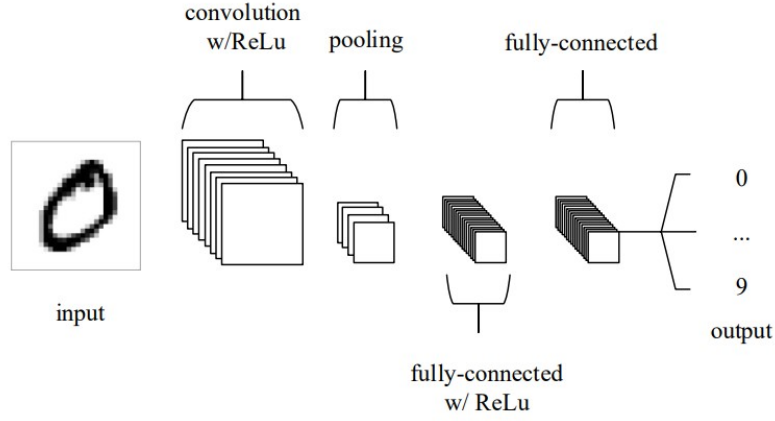 convolution
w/ReLu
pooling
fully-connected
input
fully-connected
w/ ReLu
0
...
9
output